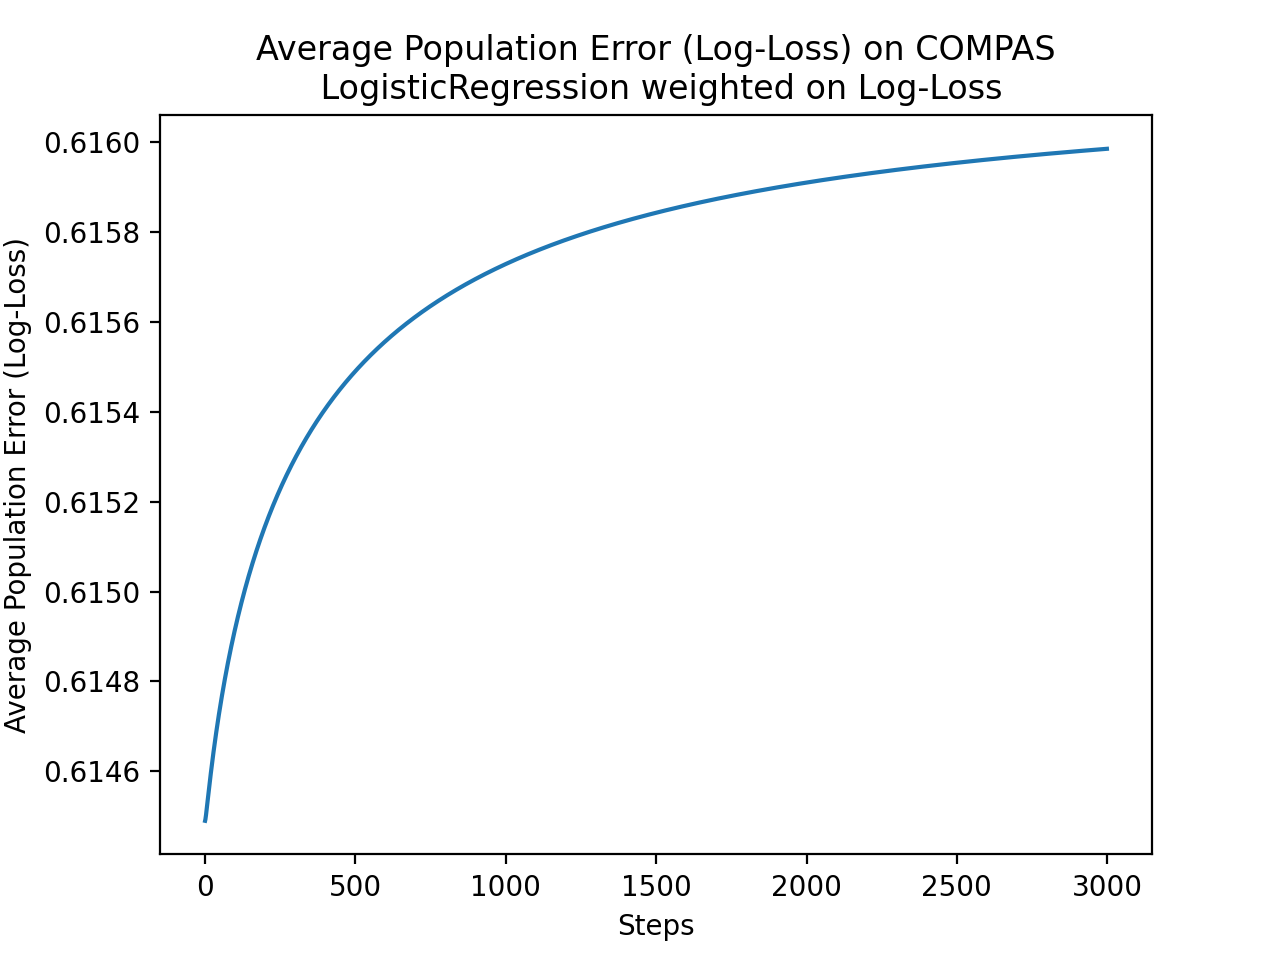 Average Population Error (Log-Loss) on COMPAS
LogisticRegression weighted on Log-Loss
Average Population Error (Log-Loss)
0.6160
0.6158
0.6156
0.6154
0.6152
0.6150
0.6148
0.6146
0 500 1000 1500 2000 2500 3000
Steps